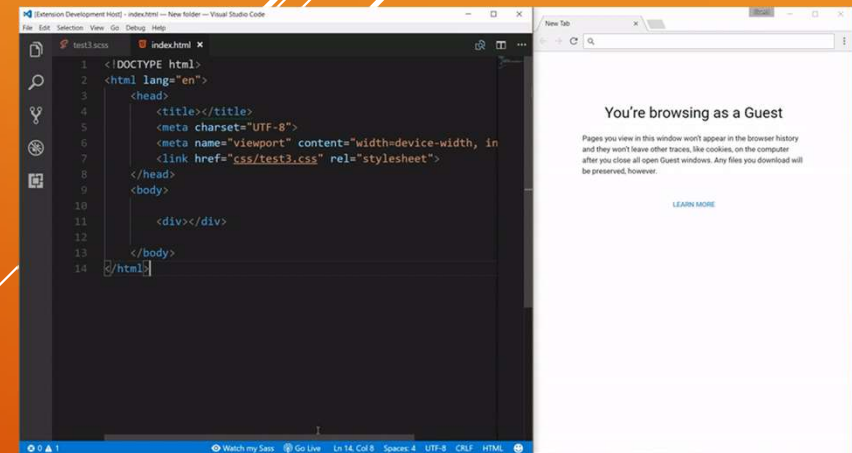 [Extension Development Host] - index.html — New folder — Visual Studio Code
File Edit Selection View Go Debug Help
test3.scss
index.html ×
1 <!DOCTYPE html>
2 <html lang="en">
3 <head>
4 <title></title>
5 <meta charset="UTF-8">
6 <meta name="viewport" content="width=device-width, in
7 <link href="css/test3.css" rel="stylesheet">
8 </head>
9 <body>
10
11 <div></div>
12
13 </body>
14 </html>
0 1 Watch my Sass Go Live Ln 14, Col 8 Spaces: 4 UTF-8 CRLF HTML
New Tab
You're browsing as a Guest
Pages you view in this window won't appear in the browser history
and they won't leave other traces, like cookies, on the computer
after you close all open Guest windows. Any files you download will
be preserved, however.
LEARN MORE